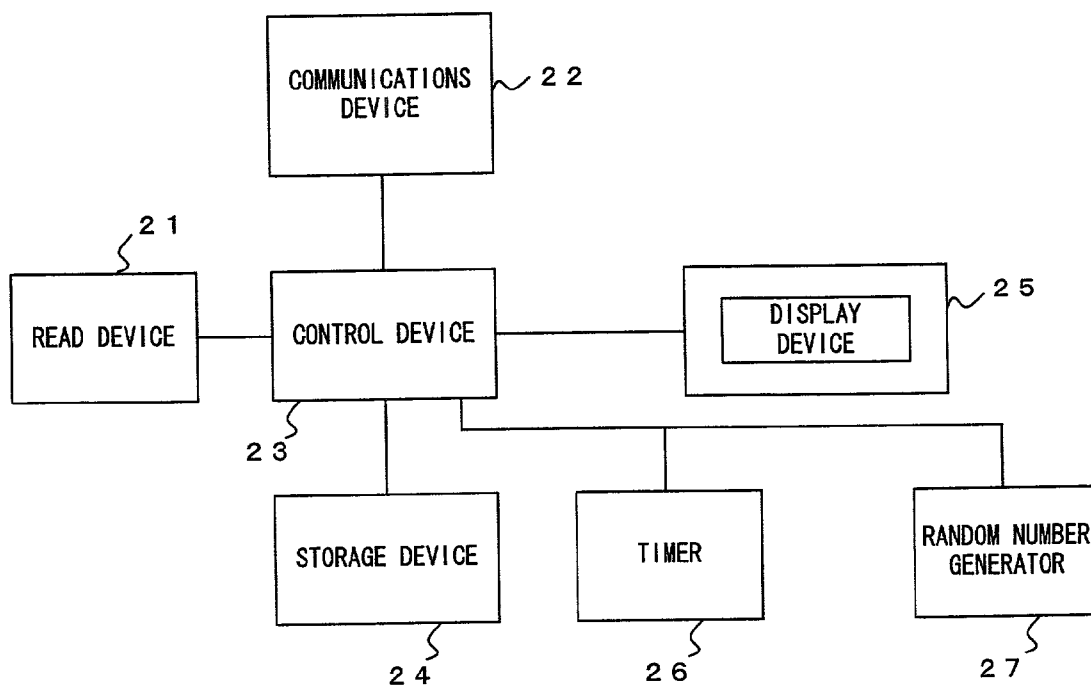 COMMUNICATIONS
DEVICE
22
21
READ DEVICE
CONTROL DEVICE
DISPLAY
DEVICE
25
23
STORAGE DEVICE
TIMER
RANDOM NUMBER
GENERATOR
24
26
27